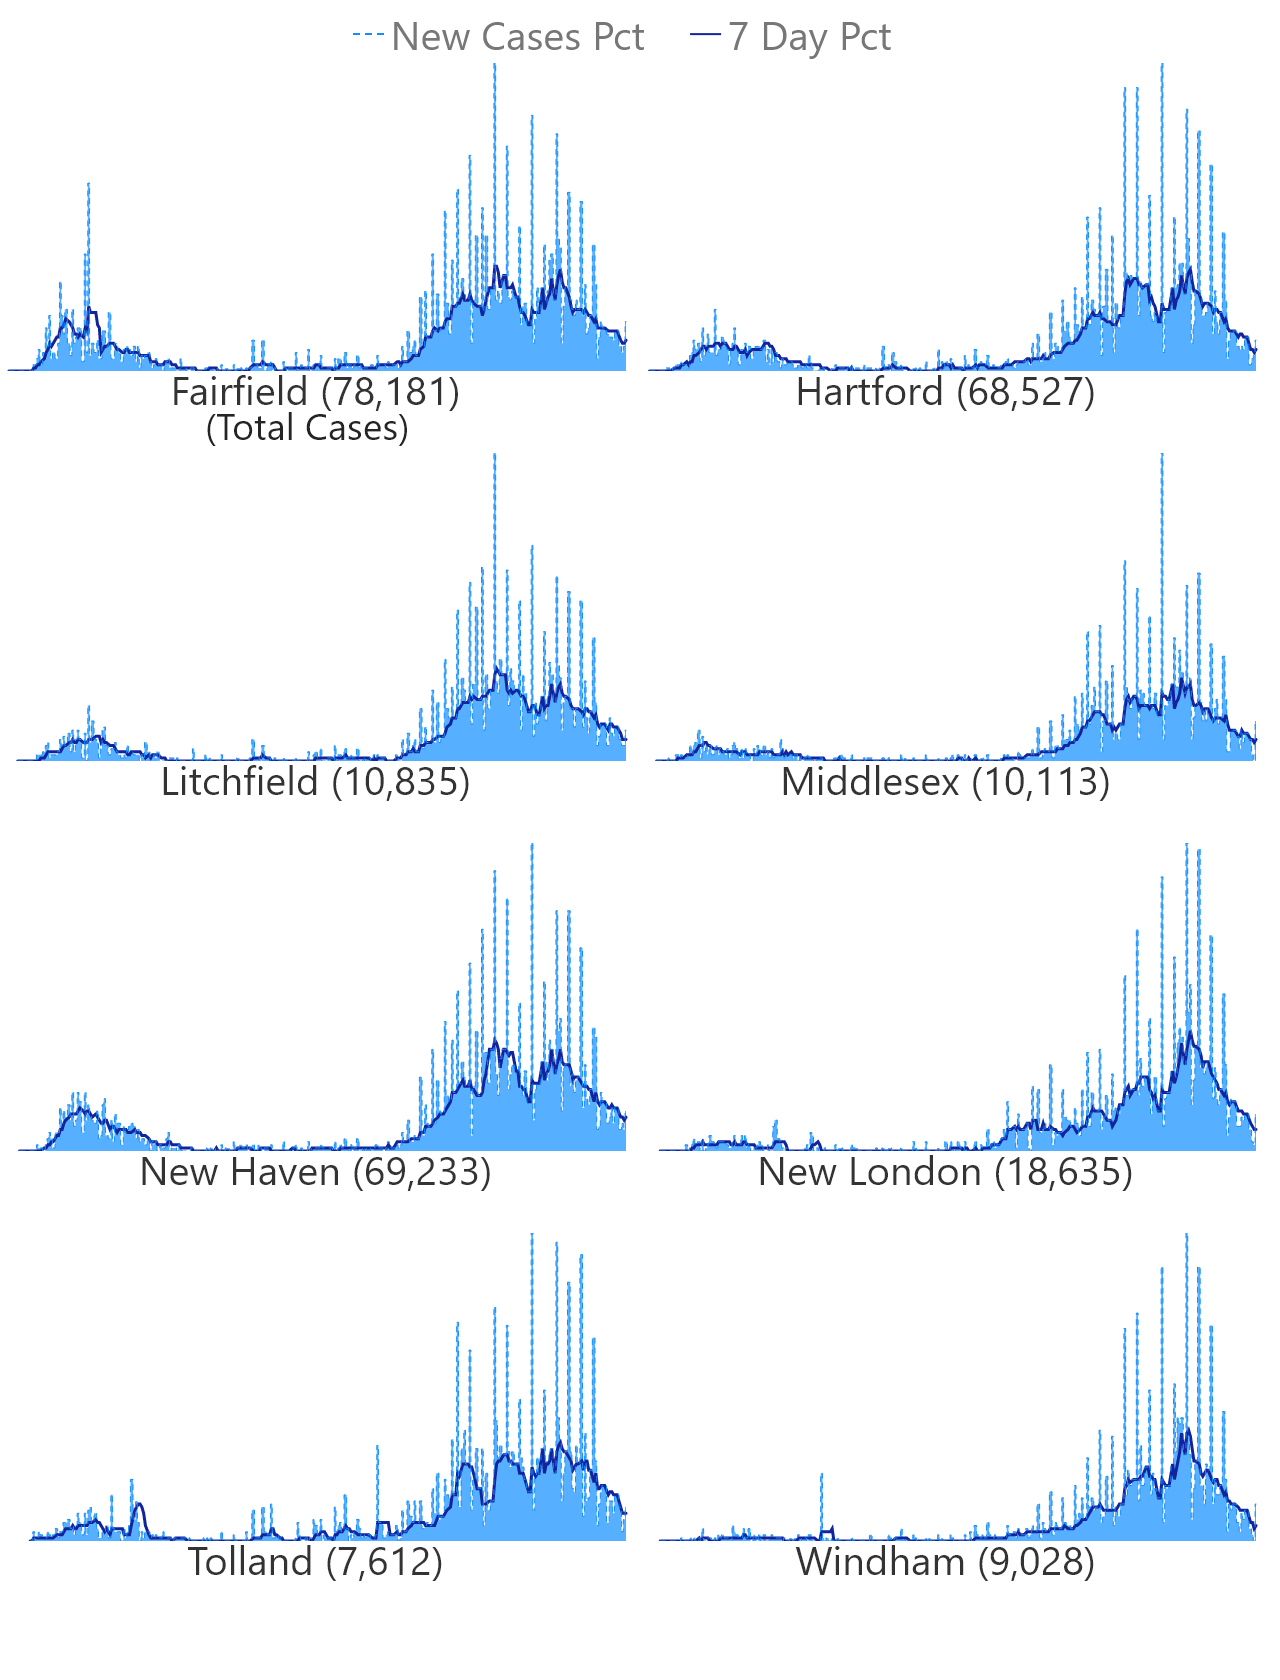 New Cases Pct 7 Day Pct
Fairfield (78,181) Hartford (68,527)
(Total Cases)
Litchfield (10,835) Middlesex (10,113)
New Haven (69,233) New London (18,635)
Tolland (7,612) Windham (9,028)